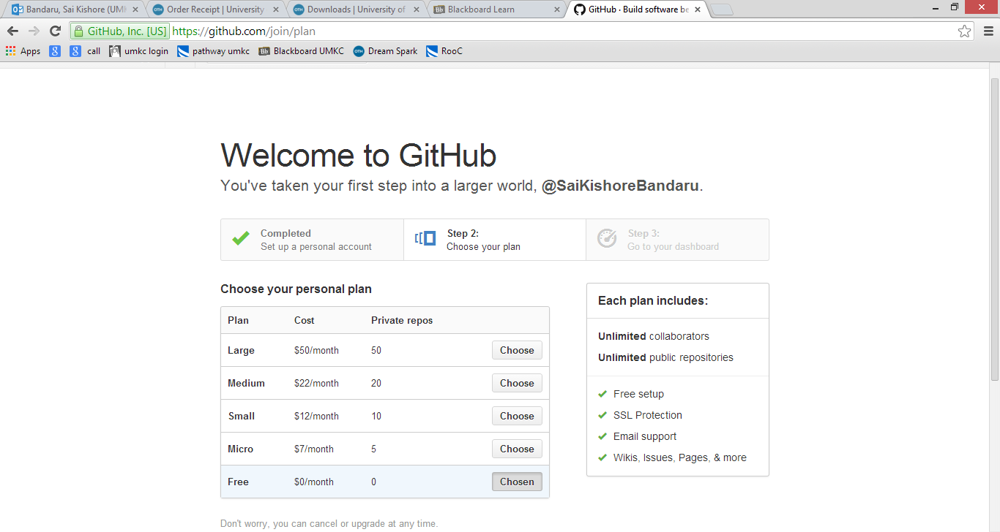 Bandaru, Sai Kishore (UMK
Order Receipt | University
Downloads | University of
Blackboard Learn
GitHub · Build software be
GitHub, Inc. [US] https://github.com/join/plan
Apps call umkc login pathway umkc Blackboard UMKC Dream Spark RooC
Welcome to GitHub
You've taken your first step into a larger world, @SaiKishoreBandaru.
Completed
Set up a personal account
Step 2:
Choose your plan
Step 3:
Go to your dashboard
Choose your personal plan
Plan Cost Private repos
Large $50/month 50 Choose
Medium $22/month 20 Choose
Small $12/month 10 Choose
Micro $7/month 5 Choose
Free $0/month 0 Chosen
Don't worry, you can cancel or upgrade at any time.
Each plan includes:
Unlimited collaborators
Unlimited public repositories
Free setup
SSL Protection
Email support
Wikis, Issues, Pages, & more